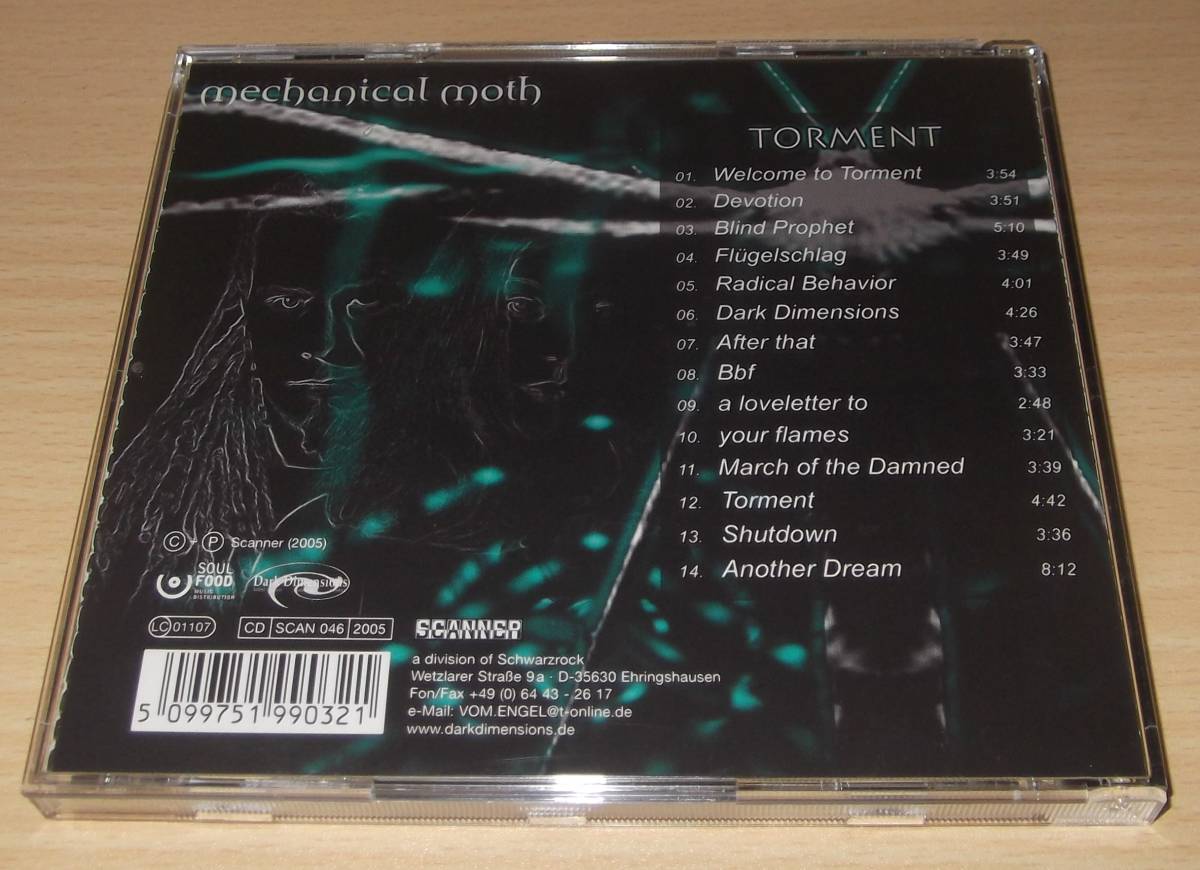 mechanical moth
TORMENT
01. Welcome to Torment 3:54
02. Devotion 3:51
03. Blind Prophet 5:10
04. Flügelschlag 3:49
05. Radical Behavior 4:01
06. Dark Dimensions 4:26
07. After that 3:47
08. Bbf 3:33
09. a loveletter to 2:48
10. your flames 3:21
11. March of the Damned 3:39
12. Torment 4:42
13. Shutdown 3:36
14. Another Dream 8:12
© + ℗ Scanner (2005)
SOUL
FOOD
MUSIC
DISTRIBUTION
Dark Dimensions
LC 01107
CD SCAN 046 2005
SCANNER
a division of Schwarzrock
Wetzlarer Straße 9a · D-35630 Ehringshausen
Fon/Fax +49 (0) 64 43 - 26 17
e-Mail: VOM.ENGEL@t-online.de
www.darkdimensions.de
5 099751 990321